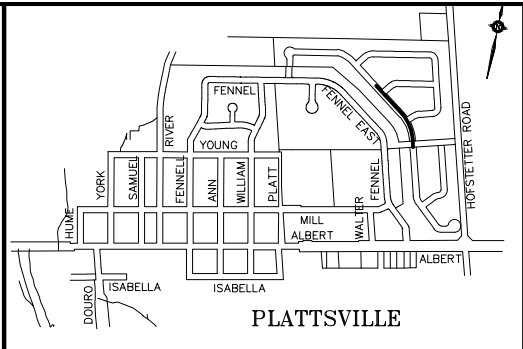 FENNEL
FENNEL EAST
HOFSTETTER ROAD
RIVER
YOUNG
YORK
SAMUEL
FENNELL
ANN
WILLIAM
PLATT
FENNEL
WALTER
HUME
MILL
ALBERT
ALBERT
DOURO
ISABELLA
ISABELLA
PLATTSVILLE